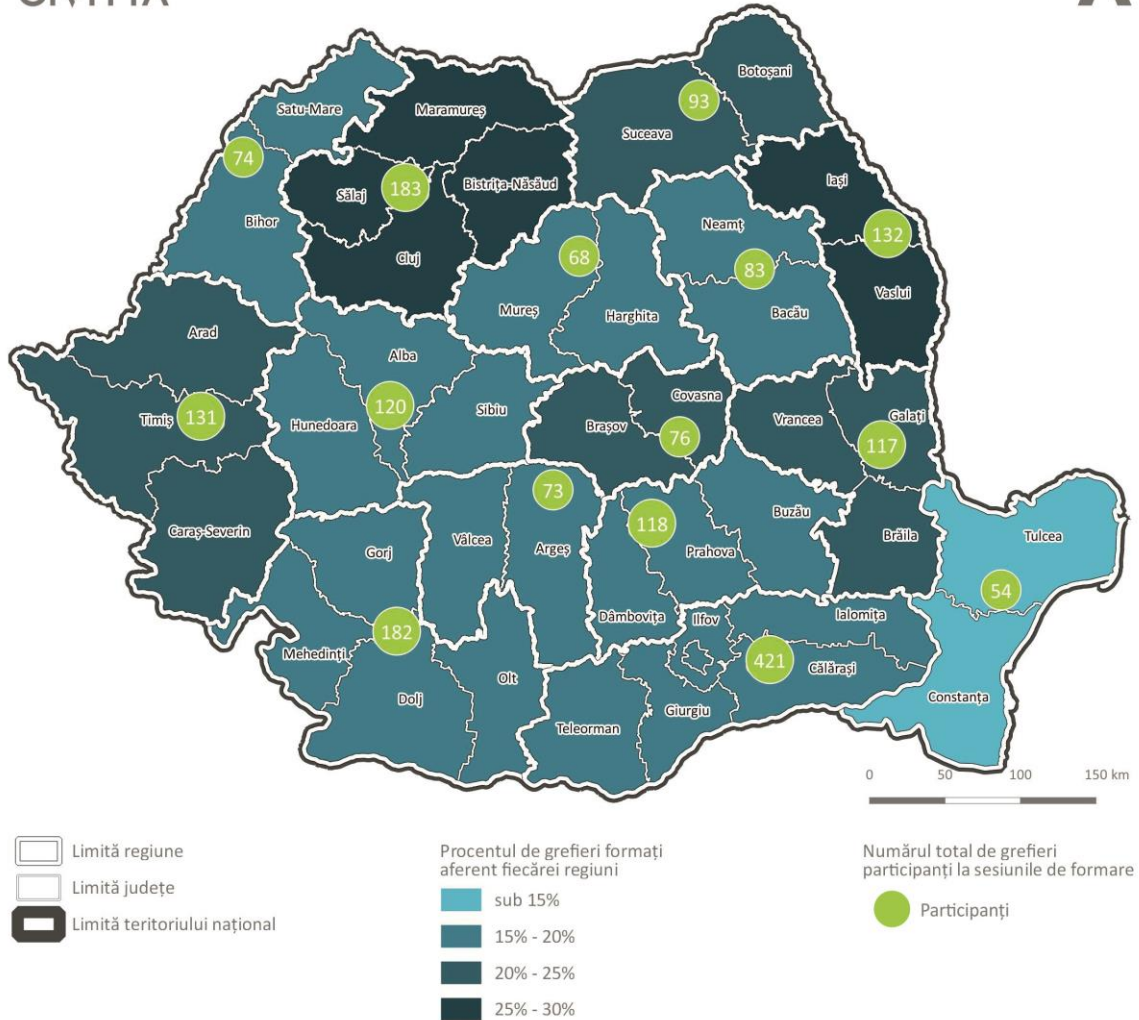 Botoșani
93
Satu-Mare
Maramureș
Suceava
74
Iași
183
Bistrița-Năsăud
Sălaj
Bihor
Neamț
132
68
83
Cluj
Vaslui
Mureș
Harghita
Bacău
Arad
Alba
Covasna
120
Sibiu
Galați
131
Timiș
Vrancea
Hunedoara
Brașov
76
117
73
Buzău
118
Caraș-Severin
Vâlcea
Brăila
Tulcea
Gorj
Argeș
Prahova
54
Dâmbovița
Ilfov
Ialomița
182
Mehedinți
421
Călărași
Olt
Constanța
Dolj
Giurgiu
Teleorman
0 50 100 150 km
Limită regiune
Limită județe
Limită teritoriului național
Procentul de grefieri formați
aferent fiecărei regiuni
sub 15%
15% - 20%
20% - 25%
25% - 30%
Numărul total de grefieri
participanți la sesiunile de formare
Participanți